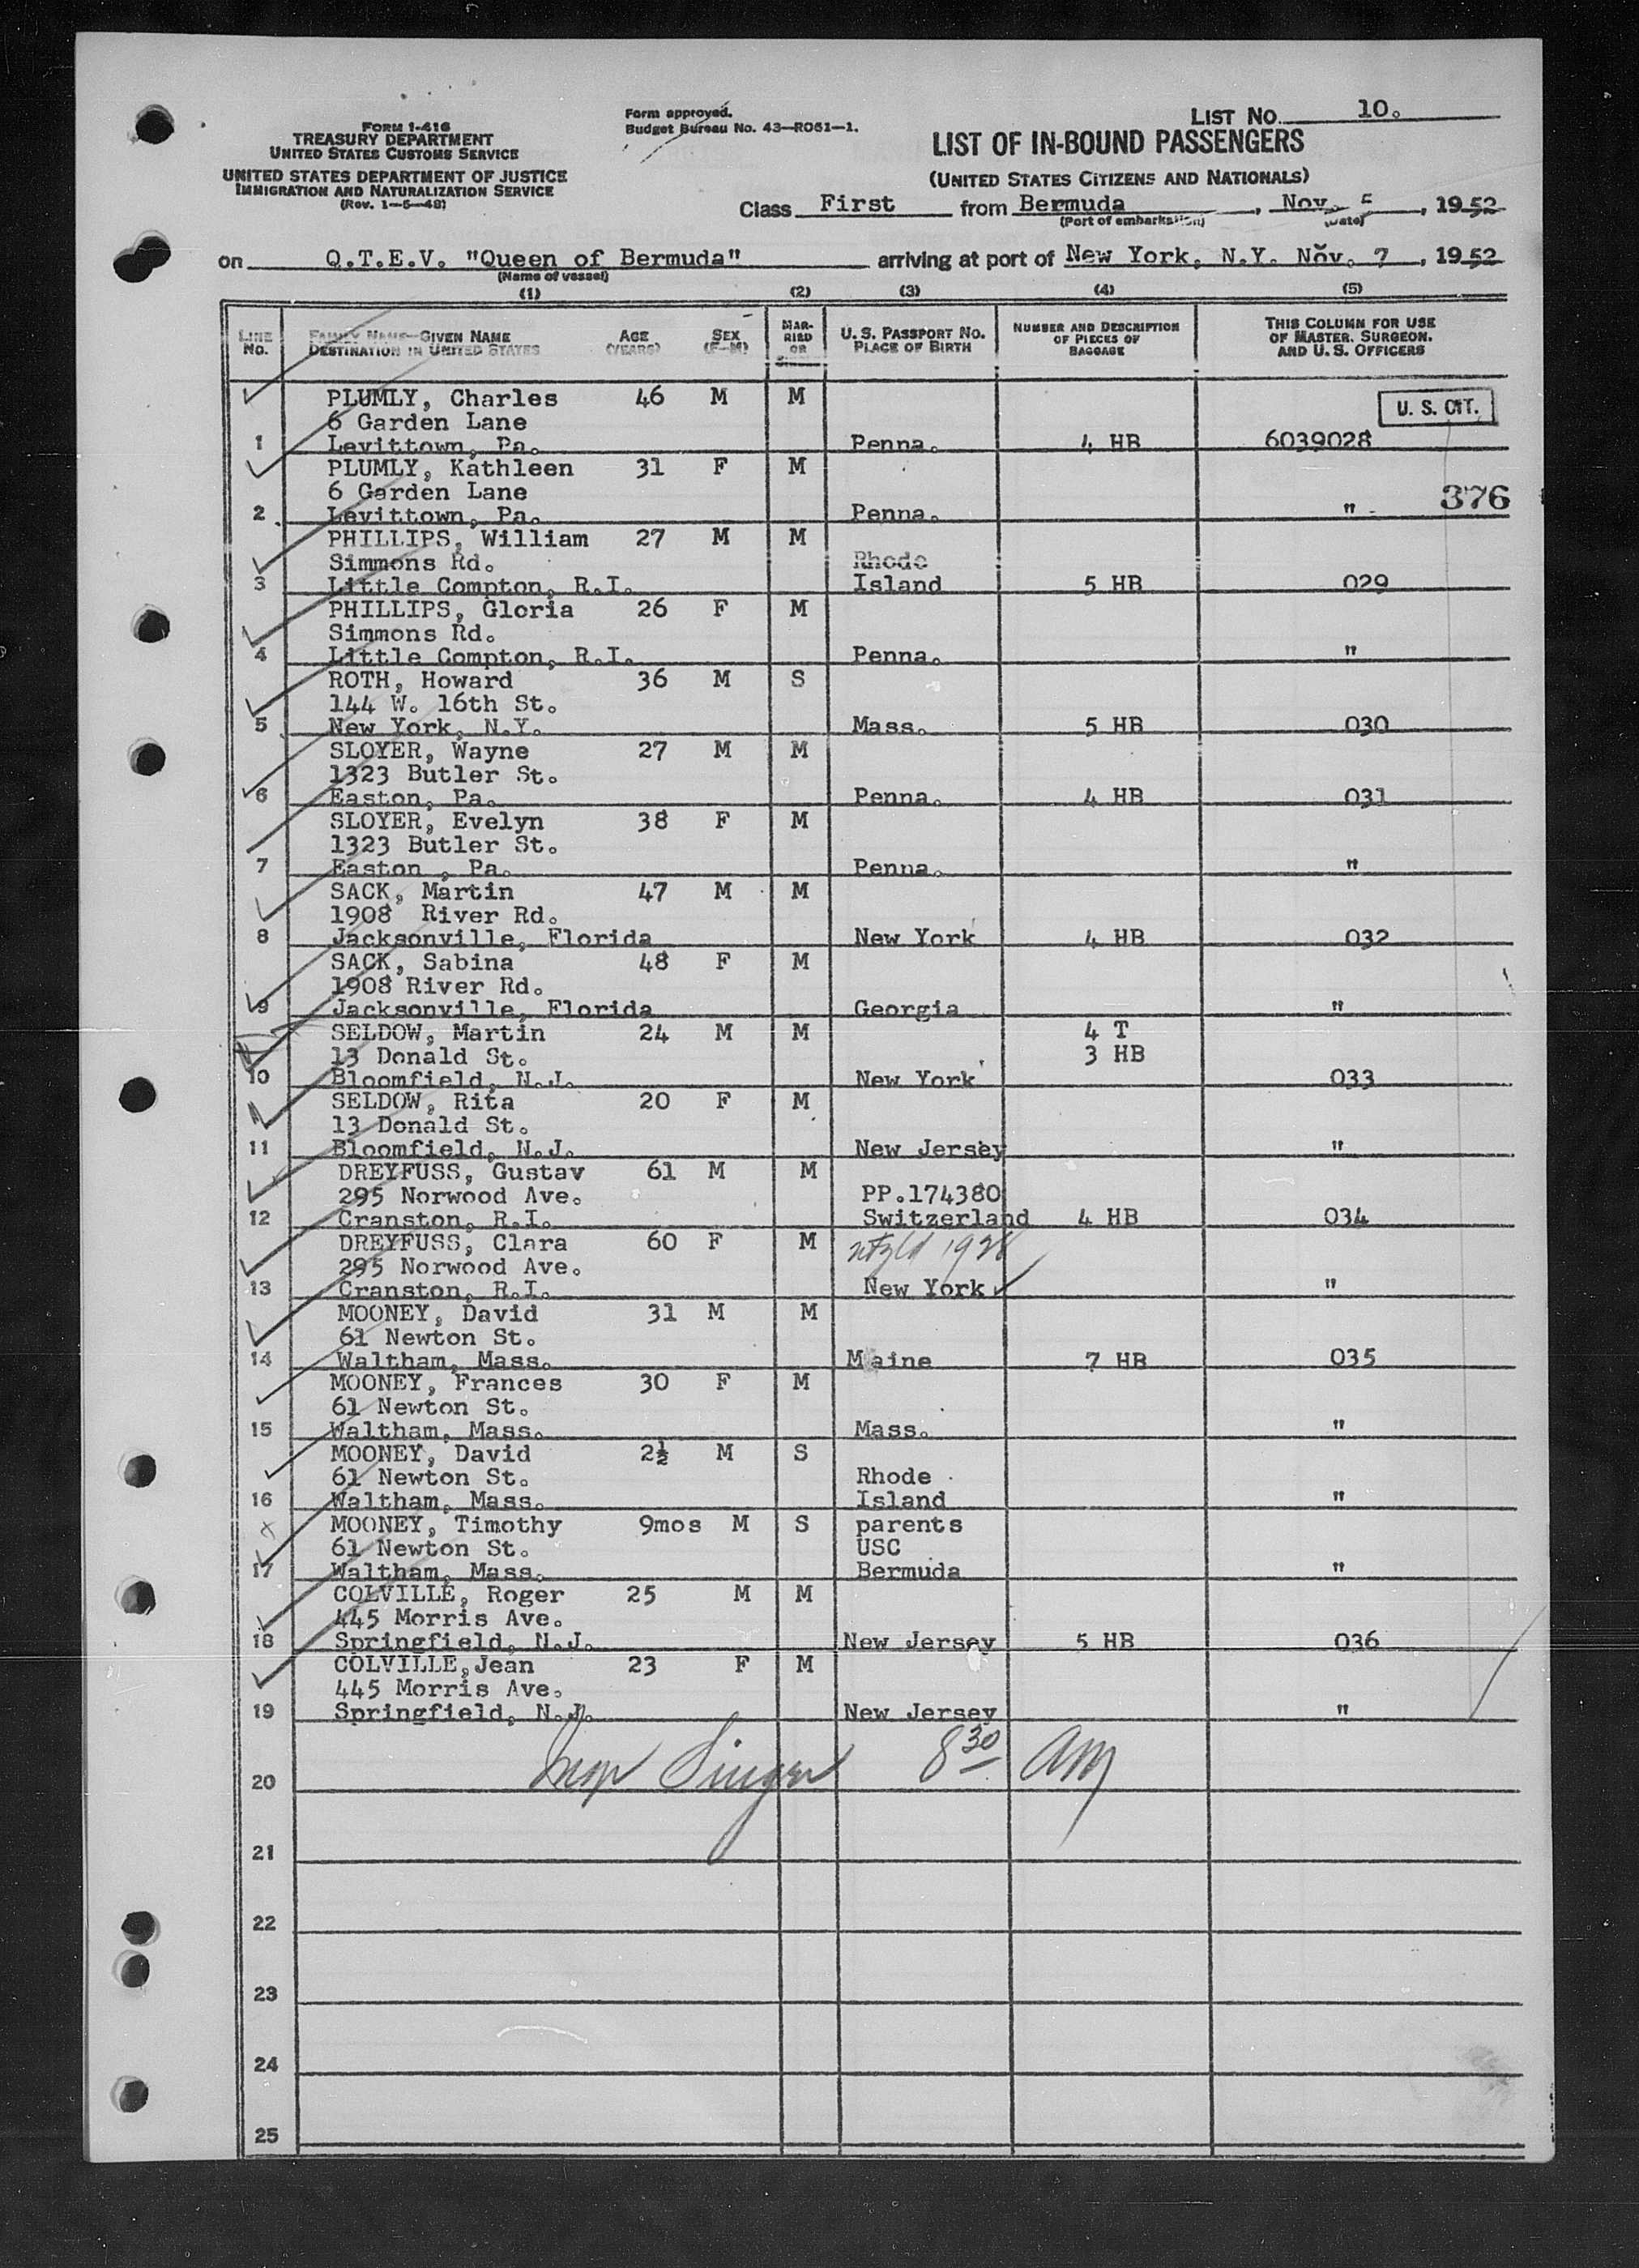 FORM I-416
TREASURY DEPARTMENT
UNITED STATES CUSTOMS SERVICE
UNITED STATES DEPARTMENT OF JUSTICE
IMMIGRATION AND NATURALIZATION SERVICE
(Rev. 1-5-48)
Form approved.
Budget Bureau No. 43-R051-1.
LIST No. 10.
LIST OF IN-BOUND PASSENGERS
(UNITED STATES CITIZENS AND NATIONALS)
Class First from Bermuda, Nov. 5, 1952
(Port of embarkation) (Date)
on Q.T.E.V. "Queen of Bermuda" arriving at port of New York, N.Y. Nov. 7, 1952
(Name of vessel)
(1) (2) (3) (4) (5)
LINE No. FAMILY NAME-GIVEN NAME DESTINATION IN UNITED STATES AGE (YEARS) SEX (F-M) MARRIED OR U. S. PASSPORT NO. PLACE OF BIRTH NUMBER AND DESCRIPTION OF PIECES OF BAGGAGE THIS COLUMN FOR USE OF MASTER, SURGEON, AND U. S. OFFICERS
PLUMLY, Charles 46 M M U. S. CIT.
6 Garden Lane
1 Levittown, Pa. Penna. 4 HB 6039028
PLUMLY, Kathleen 31 F M
6 Garden Lane 376
2 Levittown, Pa. Penna. "
PHILLIPS, William 27 M M
Simmons Rd. Rhode
3 Little Compton, R.I. Island 5 HB 029
PHILLIPS, Gloria 26 F M
Simmons Rd.
4 Little Compton, R.I. Penna. "
ROTH, Howard 36 M S
144 W. 16th St.
5 New York, N.Y. Mass. 5 HB 030
SLOYER, Wayne 27 M M
1323 Butler St.
6 Easton, Pa. Penna. 4 HB 031
SLOYER, Evelyn 38 F M
1323 Butler St.
7 Easton , Pa. Penna. "
SACK, Martin 47 M M
1908 River Rd.
8 Jacksonville, Florida New York 4 HB 032
SACK, Sabina 48 F M
1908 River Rd.
9 Jacksonville, Florida Georgia "
SELDOW, Martin 24 M M 4 T
13 Donald St. 3 HB
10 Bloomfield, N.J. New York 033
SELDOW, Rita 20 F M
13 Donald St.
11 Bloomfield, N.J. New Jersey "
DREYFUSS, Gustav 61 M M
295 Norwood Ave. PP.174380
12 Cranston, R.I. Switzerland 4 HB 034
DREYFUSS, Clara 60 F M
295 Norwood Ave.
13 Cranston, R.I. New York "
MOONEY, David 31 M M
61 Newton St.
14 Waltham, Mass. Maine 7 HB 035
MOONEY, Frances 30 F M
61 Newton St.
15 Waltham, Mass. Mass. "
MOONEY, David 2½ M S
61 Newton St. Rhode
16 Waltham, Mass. Island "
MOONEY, Timothy 9mos M S parents
61 Newton St. USC
17 Waltham, Mass. Bermuda "
COLVILLE, Roger 25 M M
445 Morris Ave.
18 Springfield, N.J. New Jersey 5 HB 036
COLVILLE,Jean 23 F M
445 Morris Ave.
19 Springfield, N.J. New Jersey "
Singer 8 30 AM
20
21
22
23
24
25